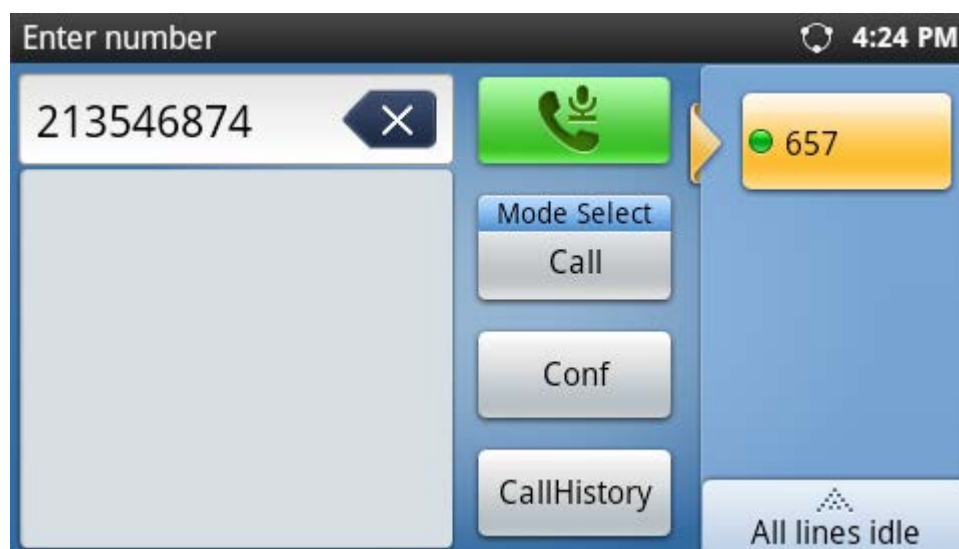 Enter number
4:24 PM
213546874
657
Mode Select
Call
Conf
CallHistory
All lines idle